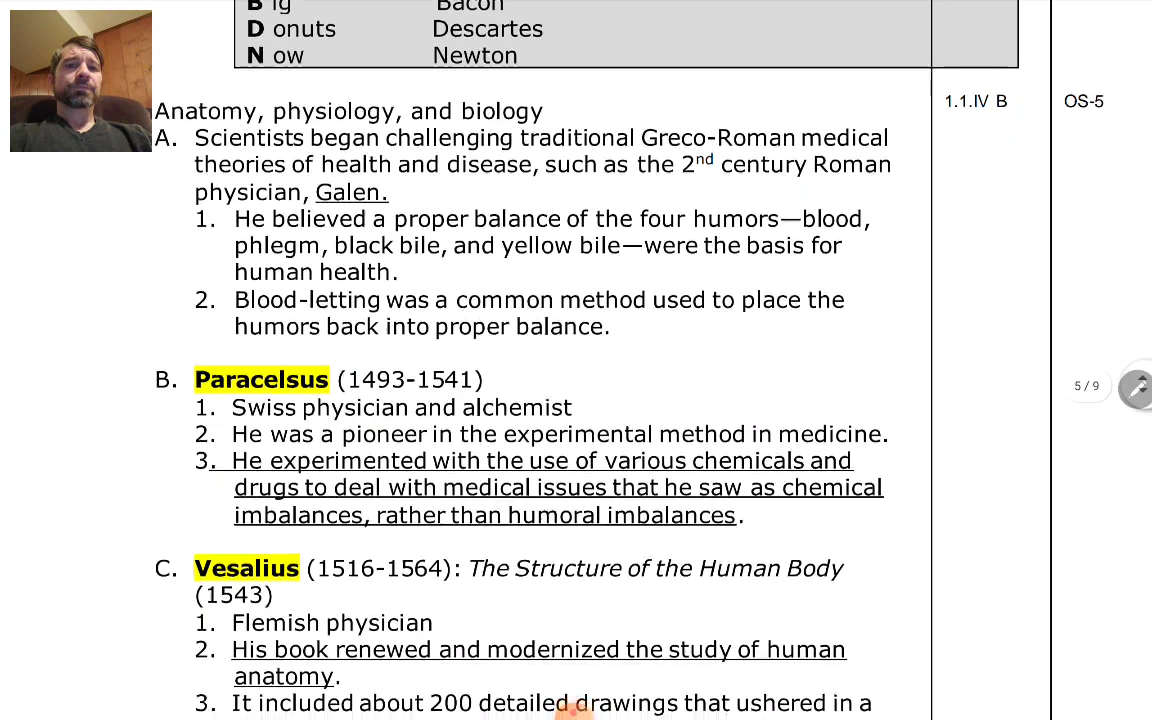 B ig Bacon
D onuts Descartes
N ow Newton
Anatomy, physiology, and biology
1.1.IV B
OS-5
A. Scientists began challenging traditional Greco-Roman medical
theories of health and disease, such as the 2nd century Roman
physician, Galen.
1. He believed a proper balance of the four humors—blood,
phlegm, black bile, and yellow bile—were the basis for
human health.
2. Blood-letting was a common method used to place the
humors back into proper balance.
B. Paracelsus (1493-1541)
1. Swiss physician and alchemist
2. He was a pioneer in the experimental method in medicine.
3. He experimented with the use of various chemicals and
drugs to deal with medical issues that he saw as chemical
imbalances, rather than humoral imbalances.
5 / 9
C. Vesalius (1516-1564): The Structure of the Human Body
(1543)
1. Flemish physician
2. His book renewed and modernized the study of human
anatomy.
3. It included about 200 detailed drawings that ushered in a